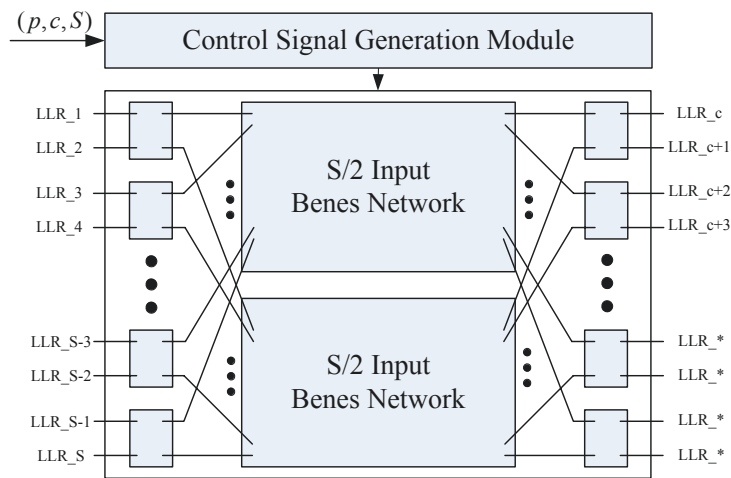 (p,c,S)
Control Signal Generation Module
LLR_1
LLR_2
LLR_3
LLR_4
LLR_S-3
LLR_S-2
LLR_S-1
LLR_S
S/2 Input
Benes Network
S/2 Input
Benes Network
LLR_c
LLR_c+1
LLR_c+2
LLR_c+3
LLR_*
LLR_*
LLR_*
LLR_*